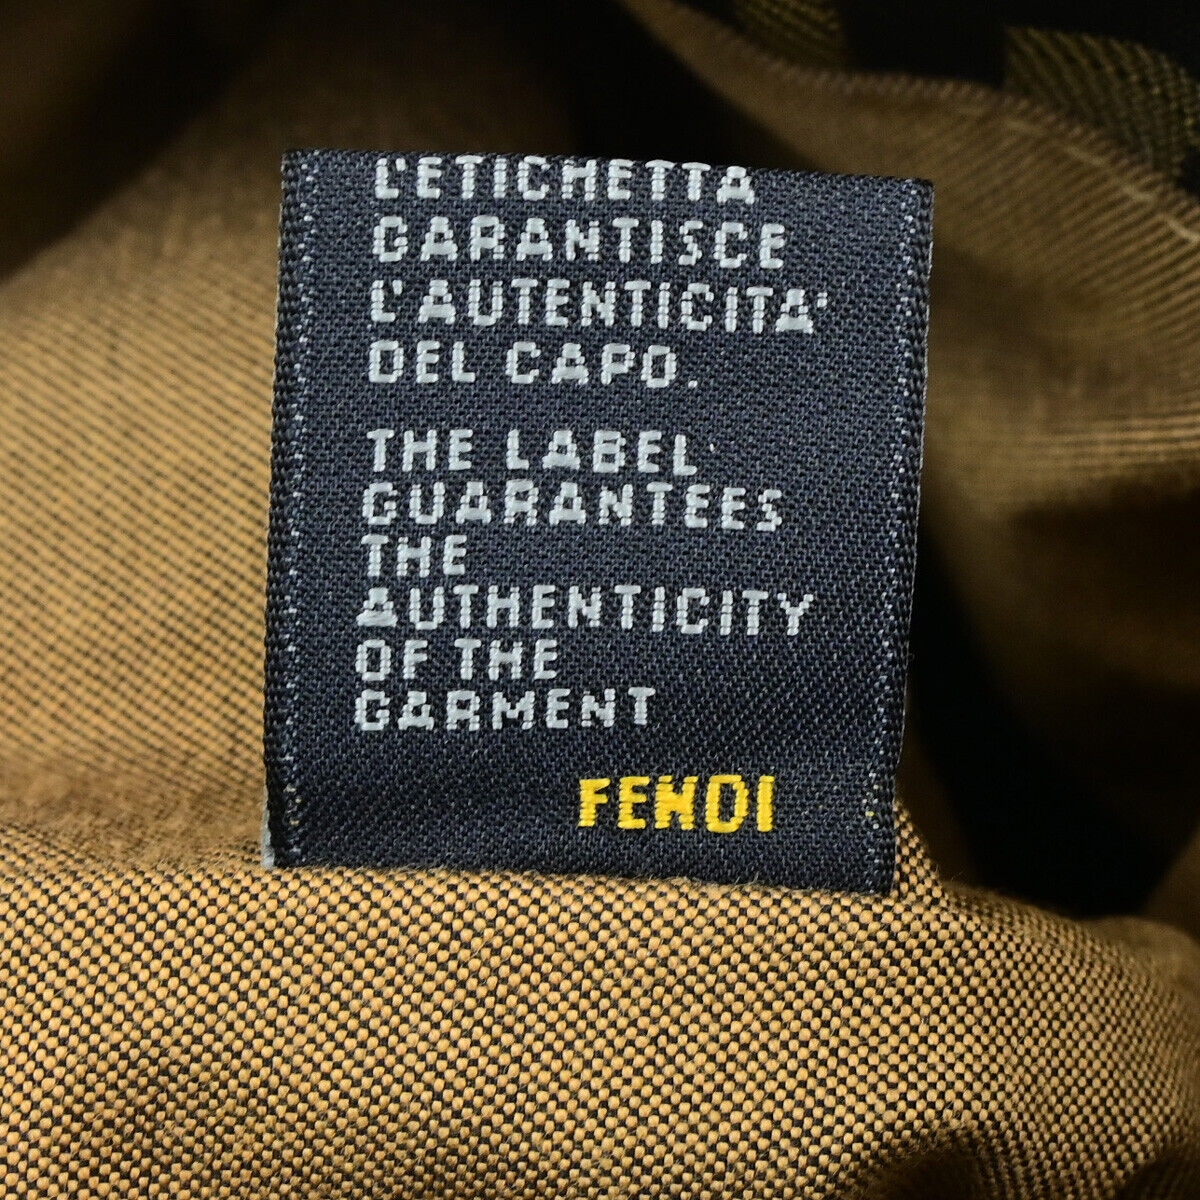 L'ETICHETTA
GARANTISCE
L'AUTENTICITA'
DEL CAPO.
THE LABEL
GUARANTEES
THE
AUTHENTICITY
OF THE
GARMENT
FENDI